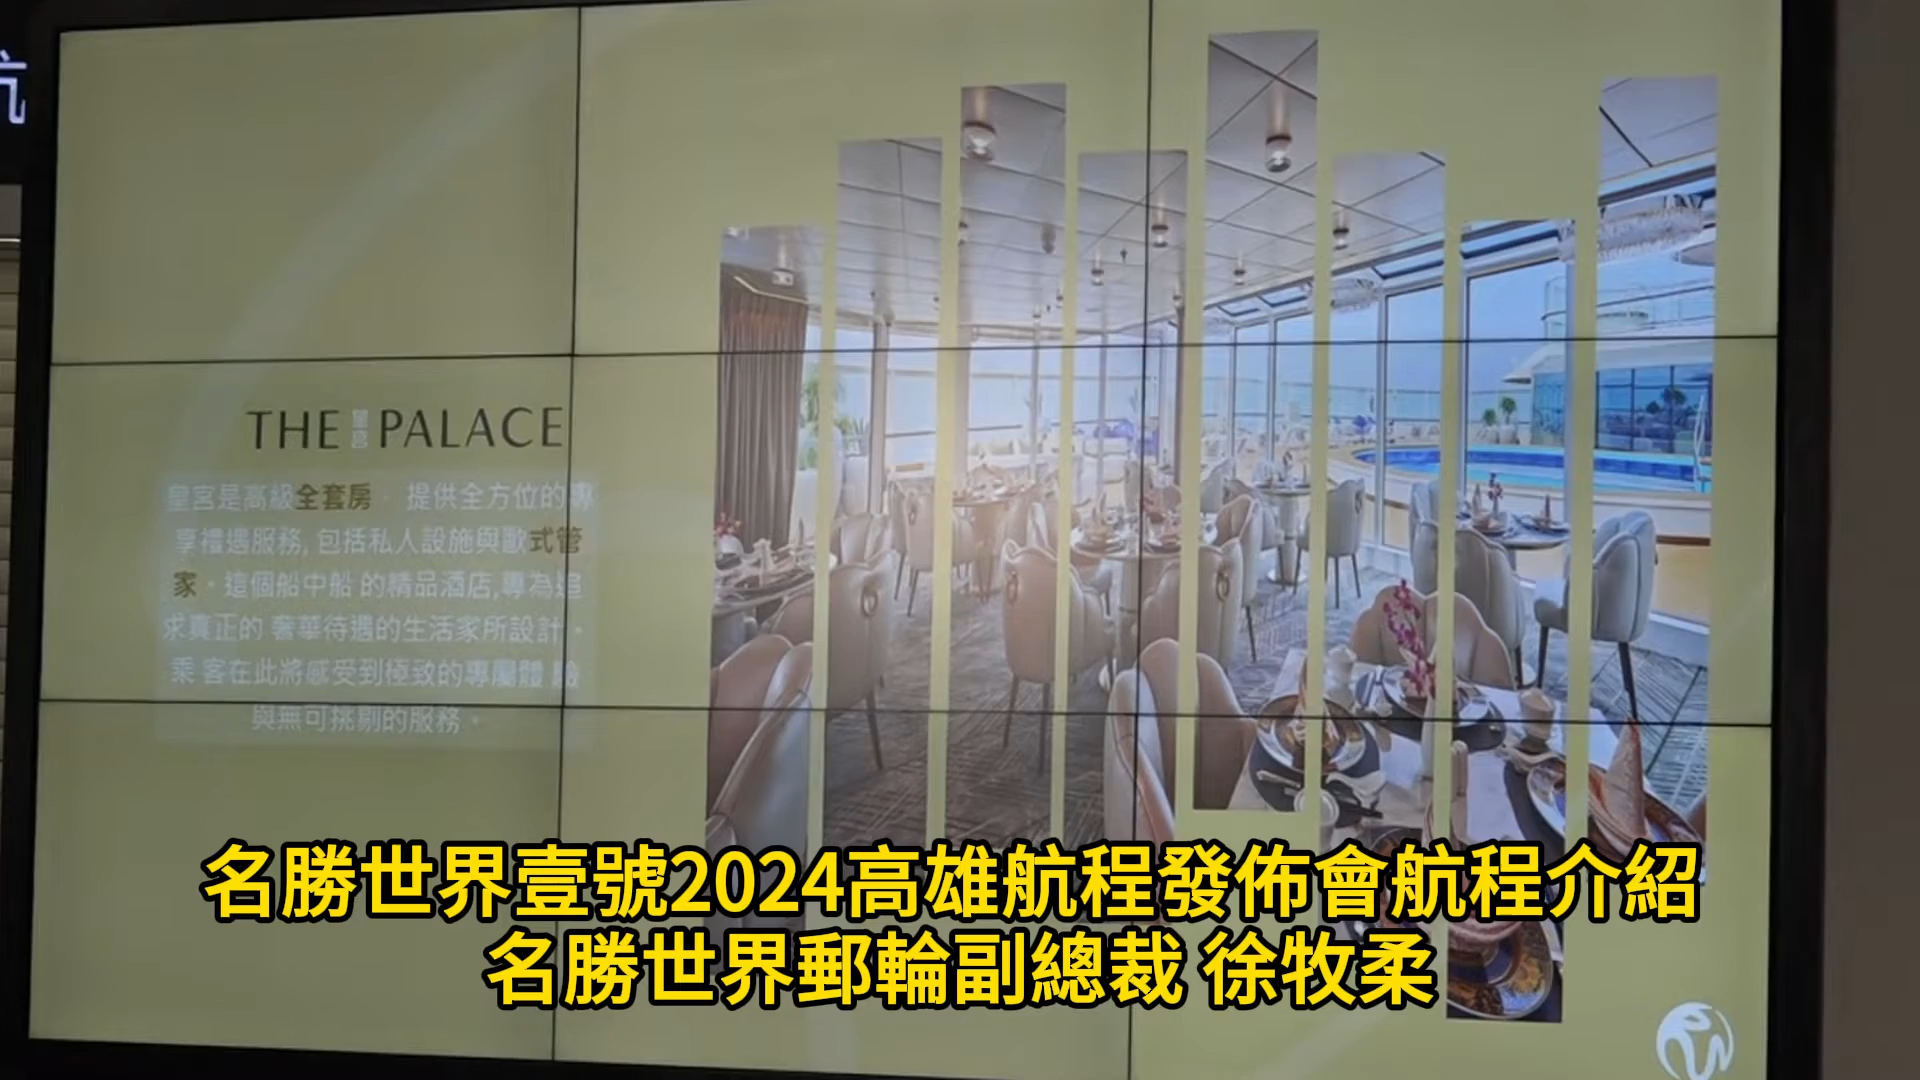 航
THE 皇宮 PALACE
皇宮是高級全套房， 提供全方位的專
享禮遇服務, 包括私人設施與歐式管
家。這個船中船 的精品酒店,專為追
求真正的 奢華待遇的生活家所設計。
乘 客在此將感受到極致的專屬體 驗
與無可挑剔的服務。
名勝世界壹號2024高雄航程發佈會航程介紹
名勝世界郵輪副總裁 徐牧柔